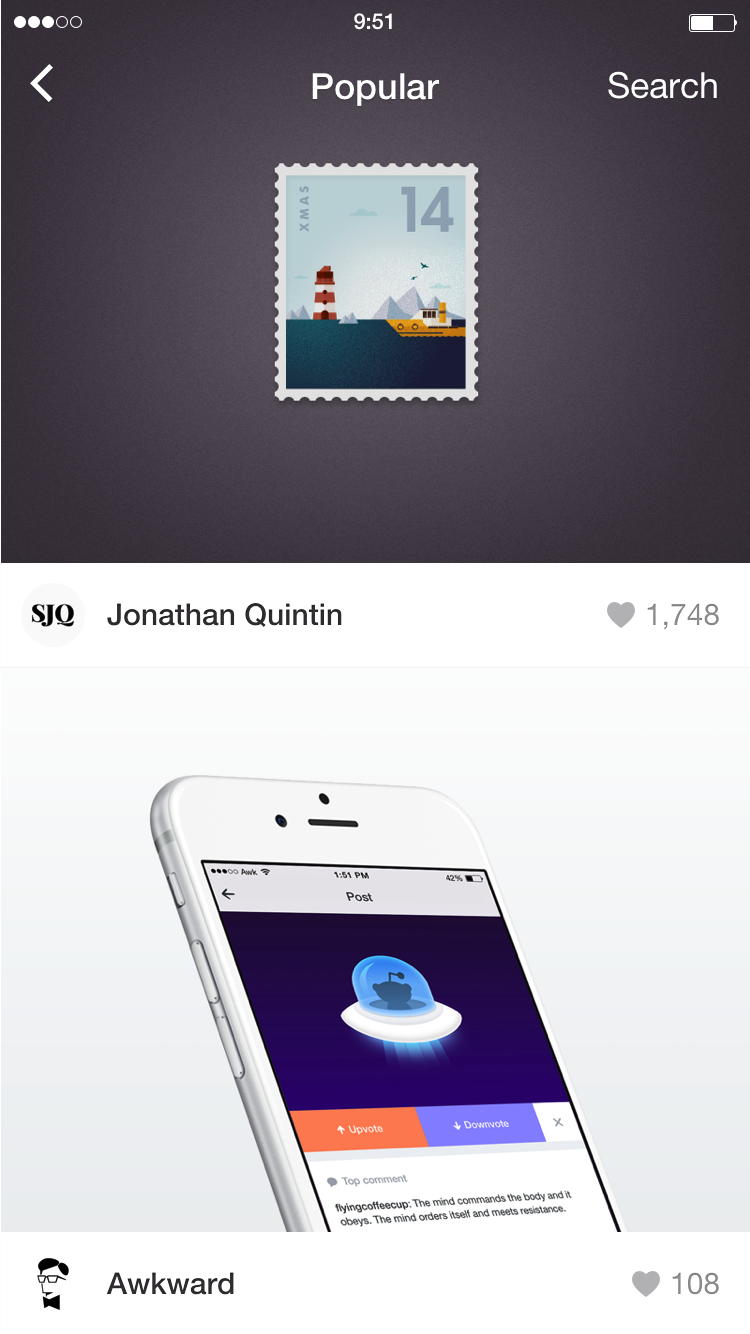 9:51
Popular
Search
XMAS
14
SJQ
Jonathan Quintin
1,748
Awk
1:51 PM
42%
Post
Upvote
Downvote
Top comment
flyingcoffeecup: The mind commands the body and it
obeys. The mind orders itself and meets resistance.
Awkward
108